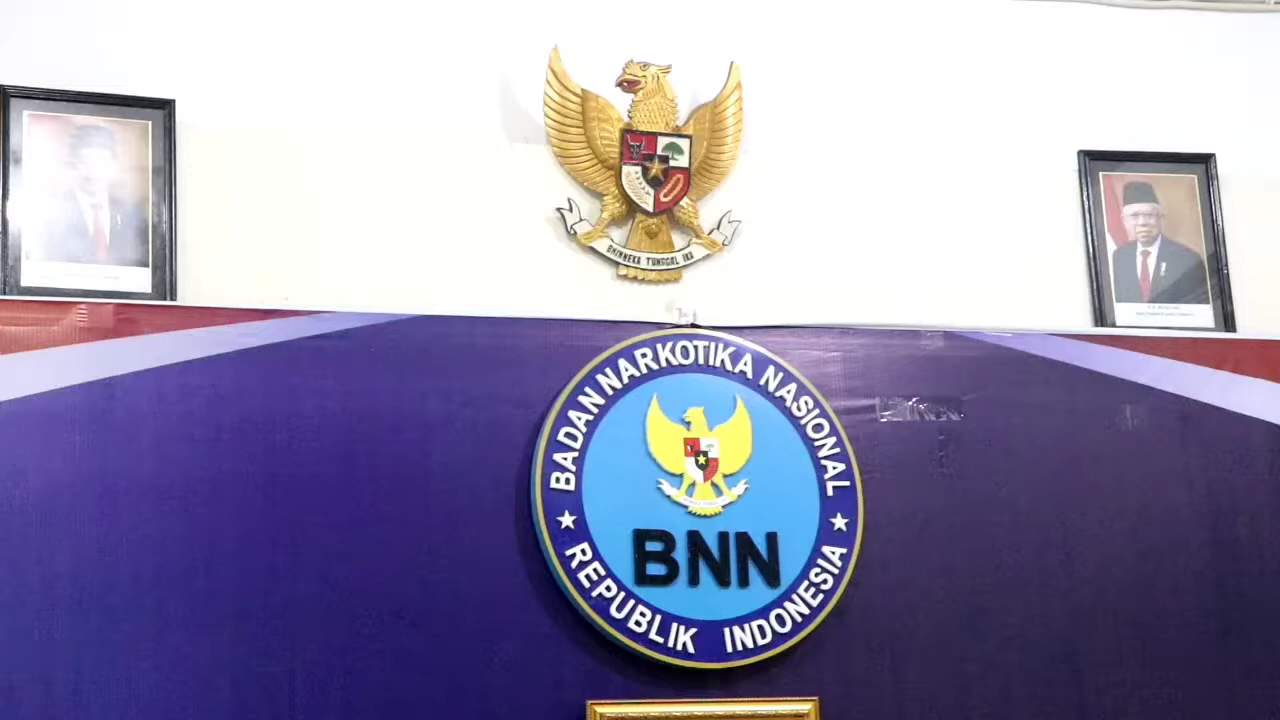 BHINNEKA TUNGGAL IKA
BADAN NARKOTIKA NASIONAL
BNN
REPUBLIK INDONESIA